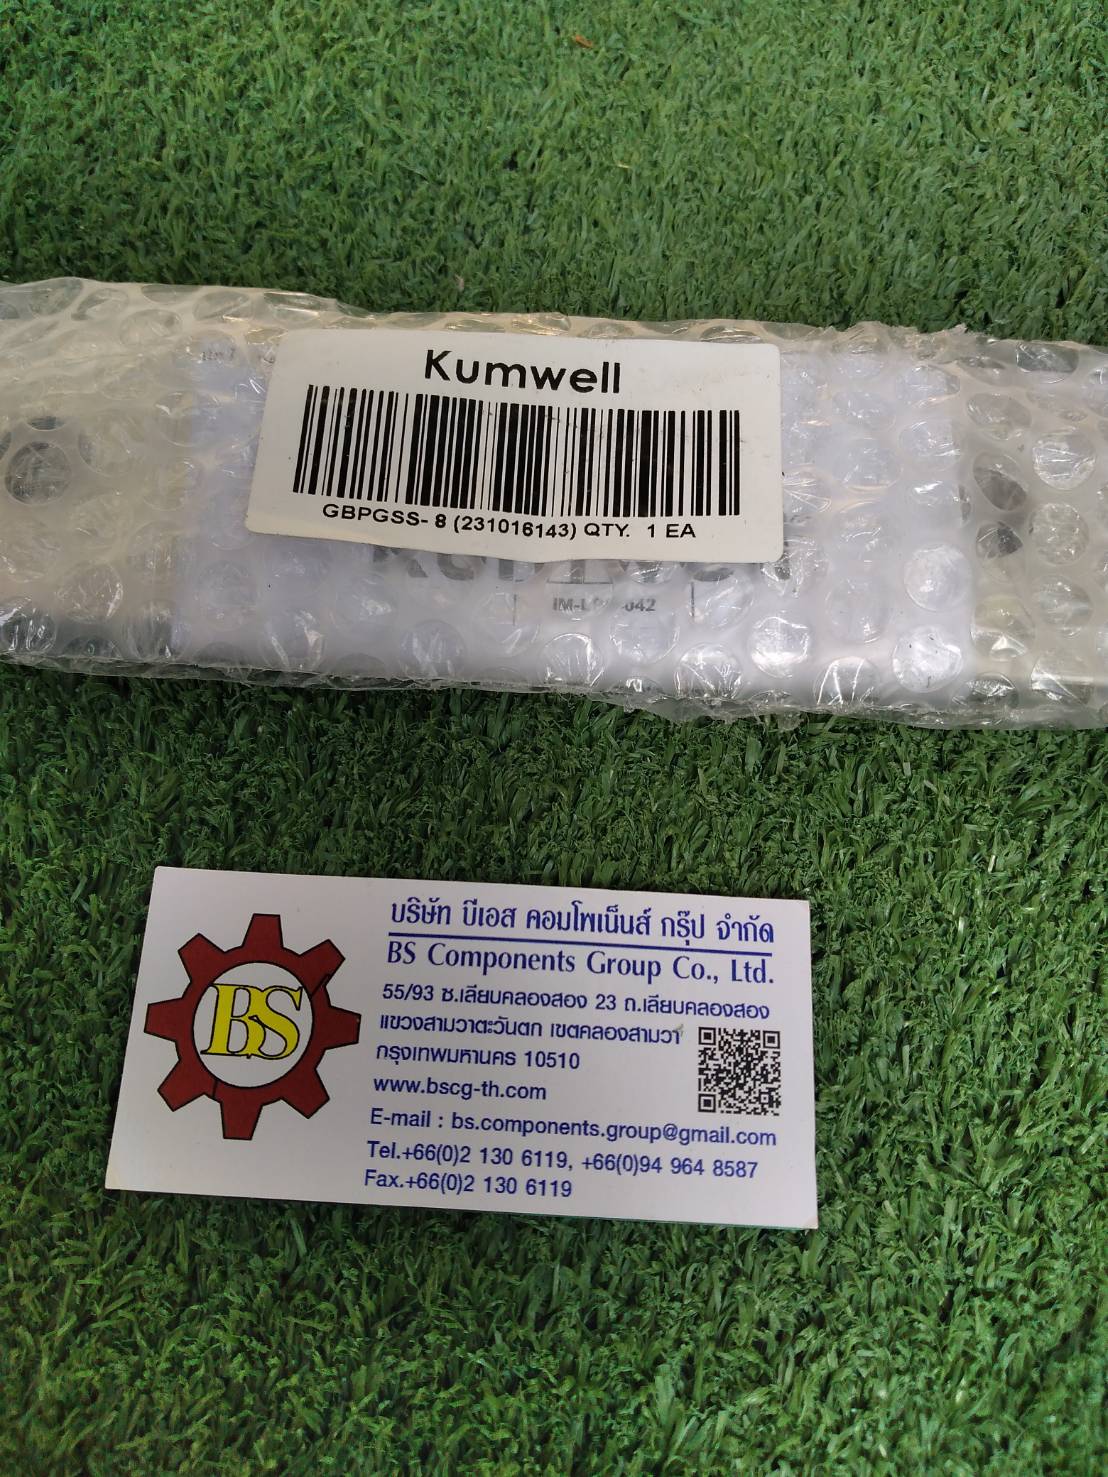 Kumwell
GBPGSS- 8 (231016143) QTY. 1 EA
BS
บริษัท บีเอส คอมโพเน็นส์ กรุ๊ป จำกัด
BS Components Group Co., Ltd.
55/93 ซ.เลียบคลองสอง 23 ถ.เลียบคลองสอง
แขวงสามวาตะวันตก เขตคลองสามวา
กรุงเทพมหานคร 10510
www.bscg-th.com
E-mail : bs.components.group@gmail.com
Tel.+66(0)2 130 6119, +66(0)94 964 8587
Fax.+66(0)2 130 6119